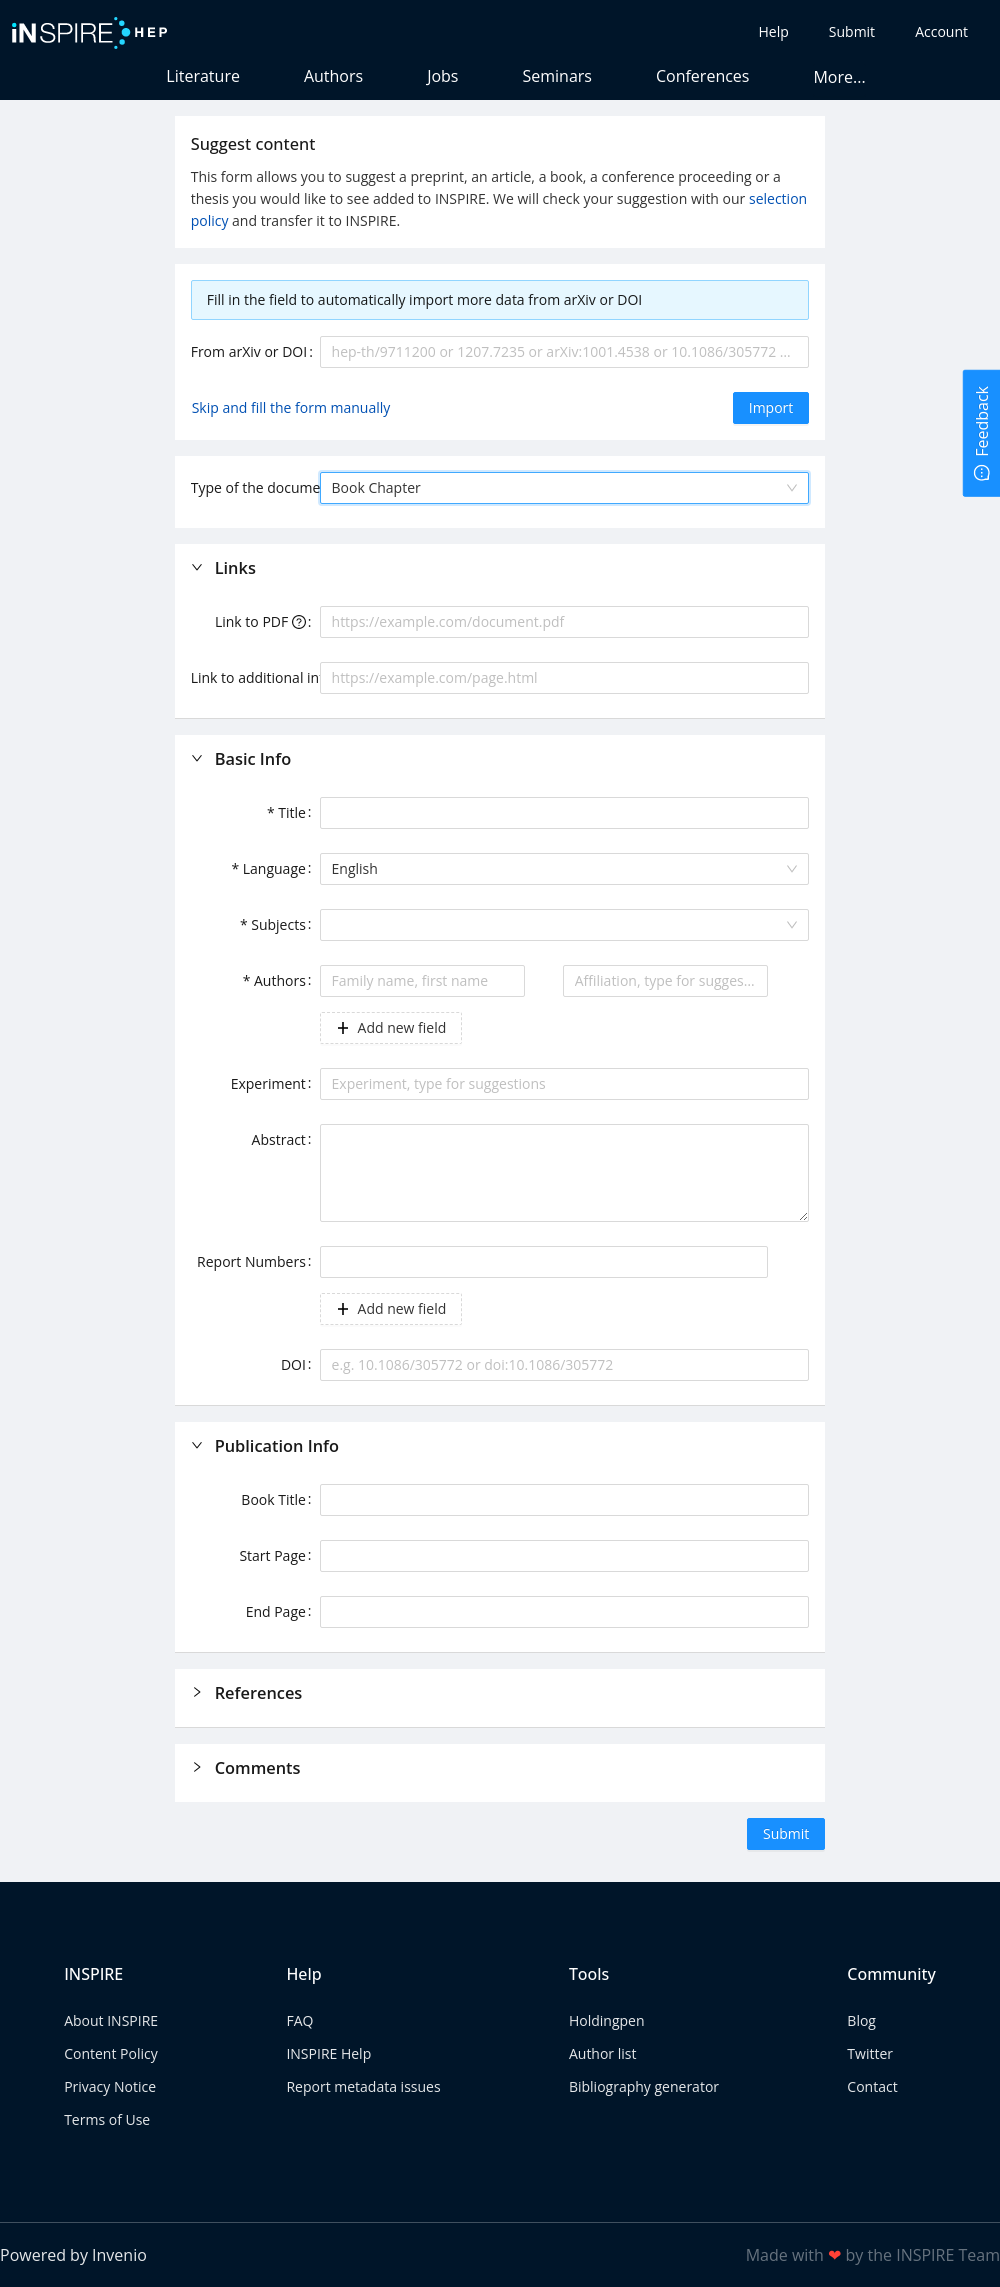 iNSPIRE HEP
Help Submit Account
Literature Authors Jobs Seminars Conferences More...
Suggest content
This form allows you to suggest a preprint, an article, a book, a conference proceeding or a
thesis you would like to see added to INSPIRE. We will check your suggestion with our selection
policy and transfer it to INSPIRE.
Fill in the field to automatically import more data from arXiv or DOI
From arXiv or DOI: hep-th/9711200 or 1207.7235 or arXiv:1001.4538 or 10.1086/305772 ...
Skip and fill the form manually Import
Feedback
Type of the docume Book Chapter
Links
Link to PDF ?: https://example.com/document.pdf
Link to additional in https://example.com/page.html
Basic Info
* Title:
* Language: English
* Subjects:
* Authors: Family name, first name Affiliation, type for sugges...
+ Add new field
Experiment: Experiment, type for suggestions
Abstract:
Report Numbers:
+ Add new field
DOI: e.g. 10.1086/305772 or doi:10.1086/305772
Publication Info
Book Title:
Start Page:
End Page:
References
Comments
Submit
INSPIRE Help Tools Community
About INSPIRE FAQ Holdingpen Blog
Content Policy INSPIRE Help Author list Twitter
Privacy Notice Report metadata issues Bibliography generator Contact
Terms of Use
Powered by Invenio Made with ❤ by the INSPIRE Team